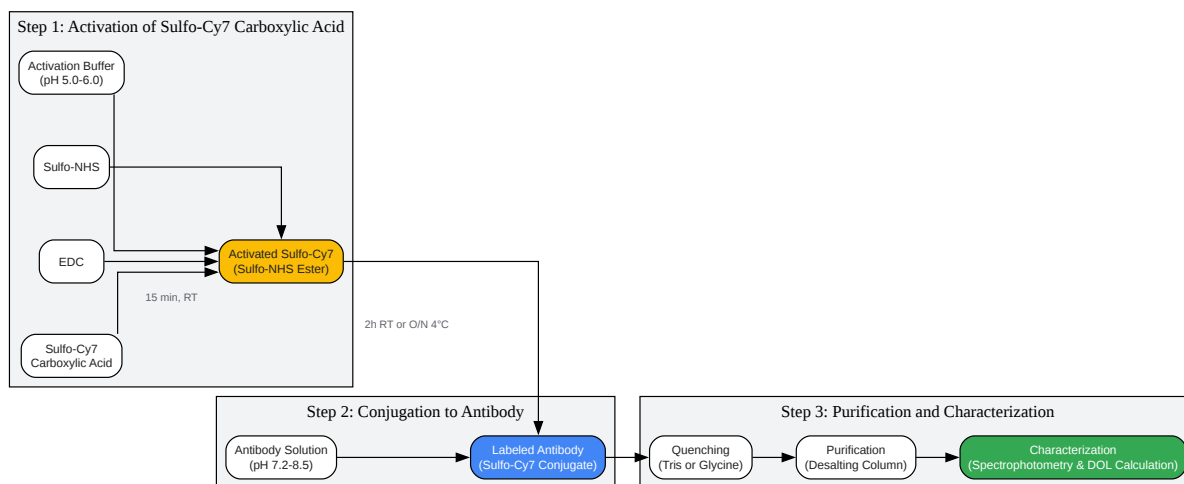 Step 1: Activation of Sulfo-Cy7 Carboxylic Acid
Activation Buffer
(pH 5.0-6.0)
Sulfo-NHS
EDC
Activated Sulfo-Cy7
(Sulfo-NHS Ester)
15 min, RT
Sulfo-Cy7
Carboxylic Acid
2h RT or O/N 4°C
Step 2: Conjugation to Antibody
Antibody Solution
(pH 7.2-8.5)
Labeled Antibody
(Sulfo-Cy7 Conjugate)
Step 3: Purification and Characterization
Quenching
(Tris or Glycine)
Purification
(Desalting Column)
Characterization
(Spectrophotometry & DOL Calculation)